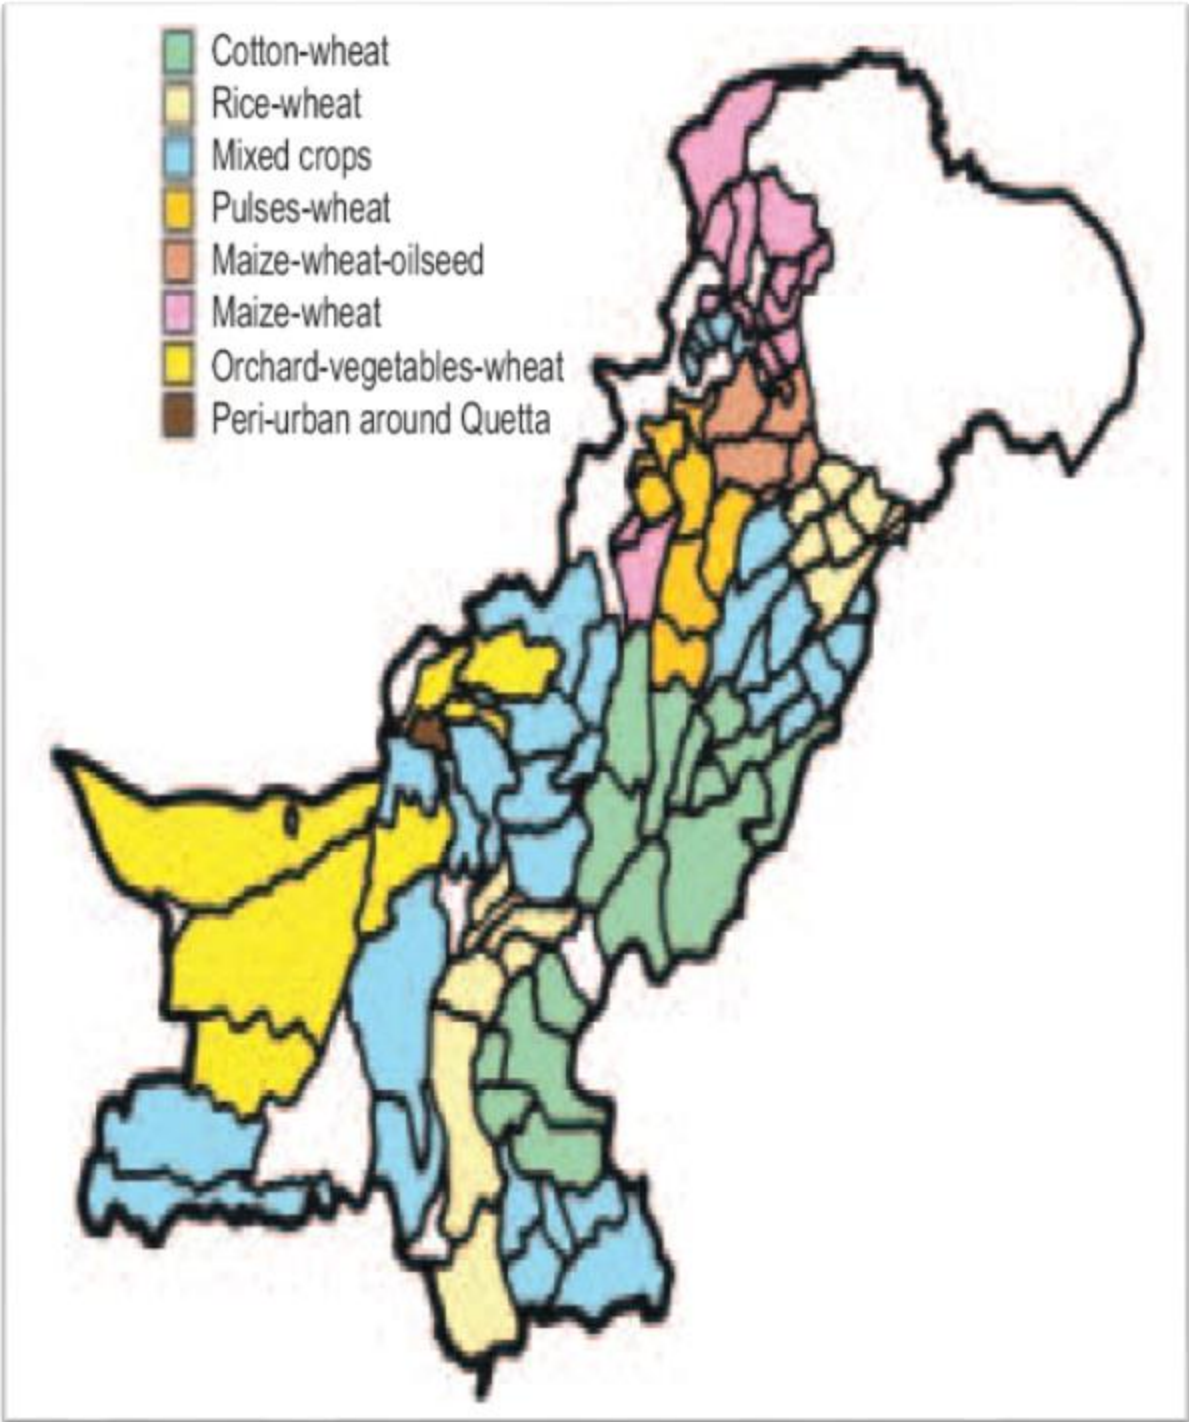 Cotton-wheat
Rice-wheat
Mixed crops
Pulses-wheat
Maize-wheat-oilseed
Maize-wheat
Orchard-vegetables-wheat
Peri-urban around Quetta